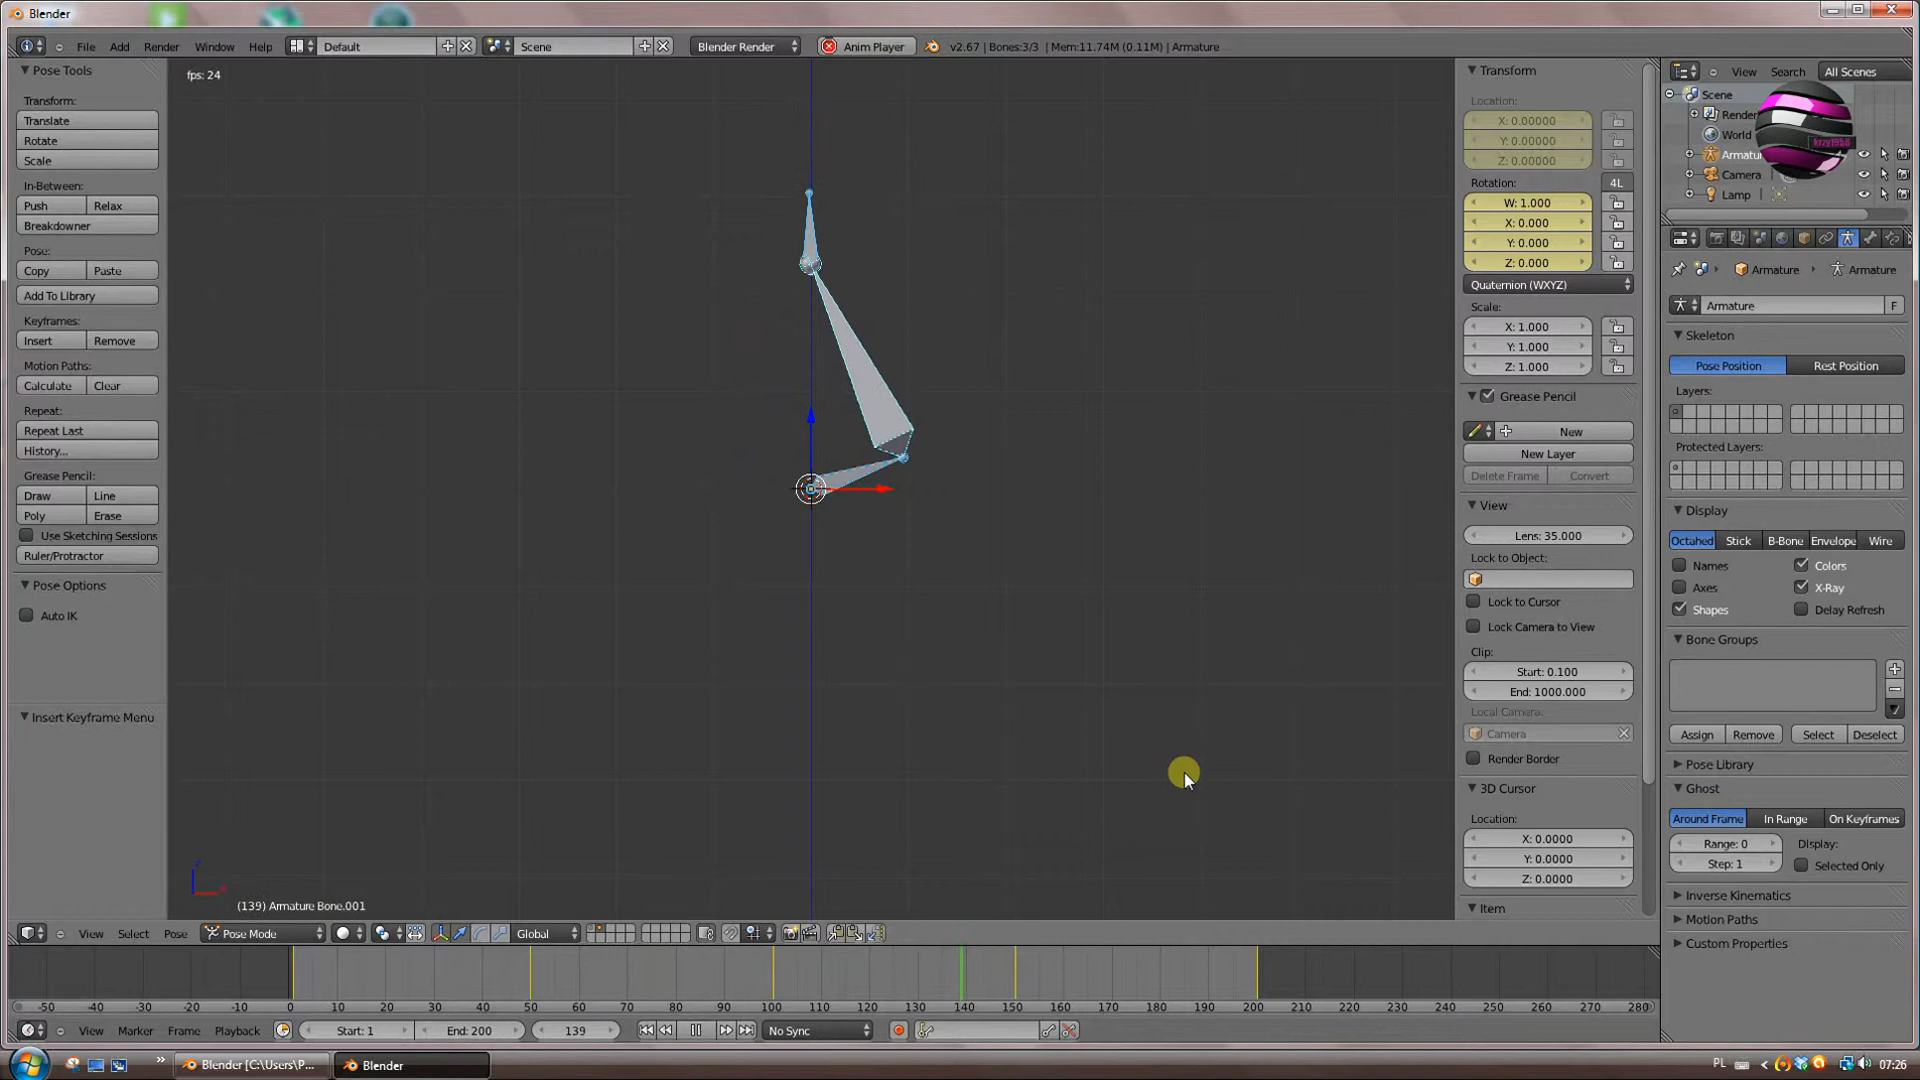 Blender
File Add Render Window Help Default Scene Blender Render Anim Player v2.67 | Bones:3/3 | Mem:11.74M (0.11M) | Armature
fps: 24
Pose Tools
Transform:
Translate
Rotate
Scale
In-Between:
Push Relax
Breakdowner
Pose:
Copy Paste
Add To Library
Keyframes:
Insert Remove
Motion Paths:
Calculate Clear
Repeat:
Repeat Last
History...
Grease Pencil:
Draw Line
Poly Erase
Use Sketching Sessions
Ruler/Protractor
Pose Options
Auto IK
Insert Keyframe Menu
(139) Armature Bone.001
Transform
Location:
X: 0.00000
Y: 0.00000
Z: 0.00000
Rotation: 4L
W: 1.000
X: 0.000
Y: 0.000
Z: 0.000
Quaternion (WXYZ)
Scale:
X: 1.000
Y: 1.000
Z: 1.000
Grease Pencil
New
New Layer
Delete Frame Convert
View
Lens: 35.000
Lock to Object:
Lock to Cursor
Lock Camera to View
Clip:
Start: 0.100
End: 1000.000
Local Camera:
Camera
Render Border
3D Cursor
Location:
X: 0.0000
Y: 0.0000
Z: 0.0000
Item
View Search All Scenes
Scene
Render
World
krzy1958
Armatu
Camera
Lamp
Armature Armature
Armature F
Skeleton
Pose Position Rest Position
Layers:
Protected Layers:
Display
Octahed Stick B-Bone Envelope Wire
Names Colors
Axes X-Ray
Shapes Delay Refresh
Bone Groups
Assign Remove Select Deselect
Pose Library
Ghost
Around Frame In Range On Keyframes
Range: 0 Display:
Step: 1 Selected Only
Inverse Kinematics
Motion Paths
Custom Properties
View Select Pose Pose Mode Global
-50 -40 -30 -20 -10 0 10 20 30 40 50 60 70 80 90 100 110 120 130 140 150 160 170 180 190 200 210 220 230 240 250 260 270 280
View Marker Frame Playback Start: 1 End: 200 139 No Sync
Blender [C:\Users\P... Blender PL 07:26